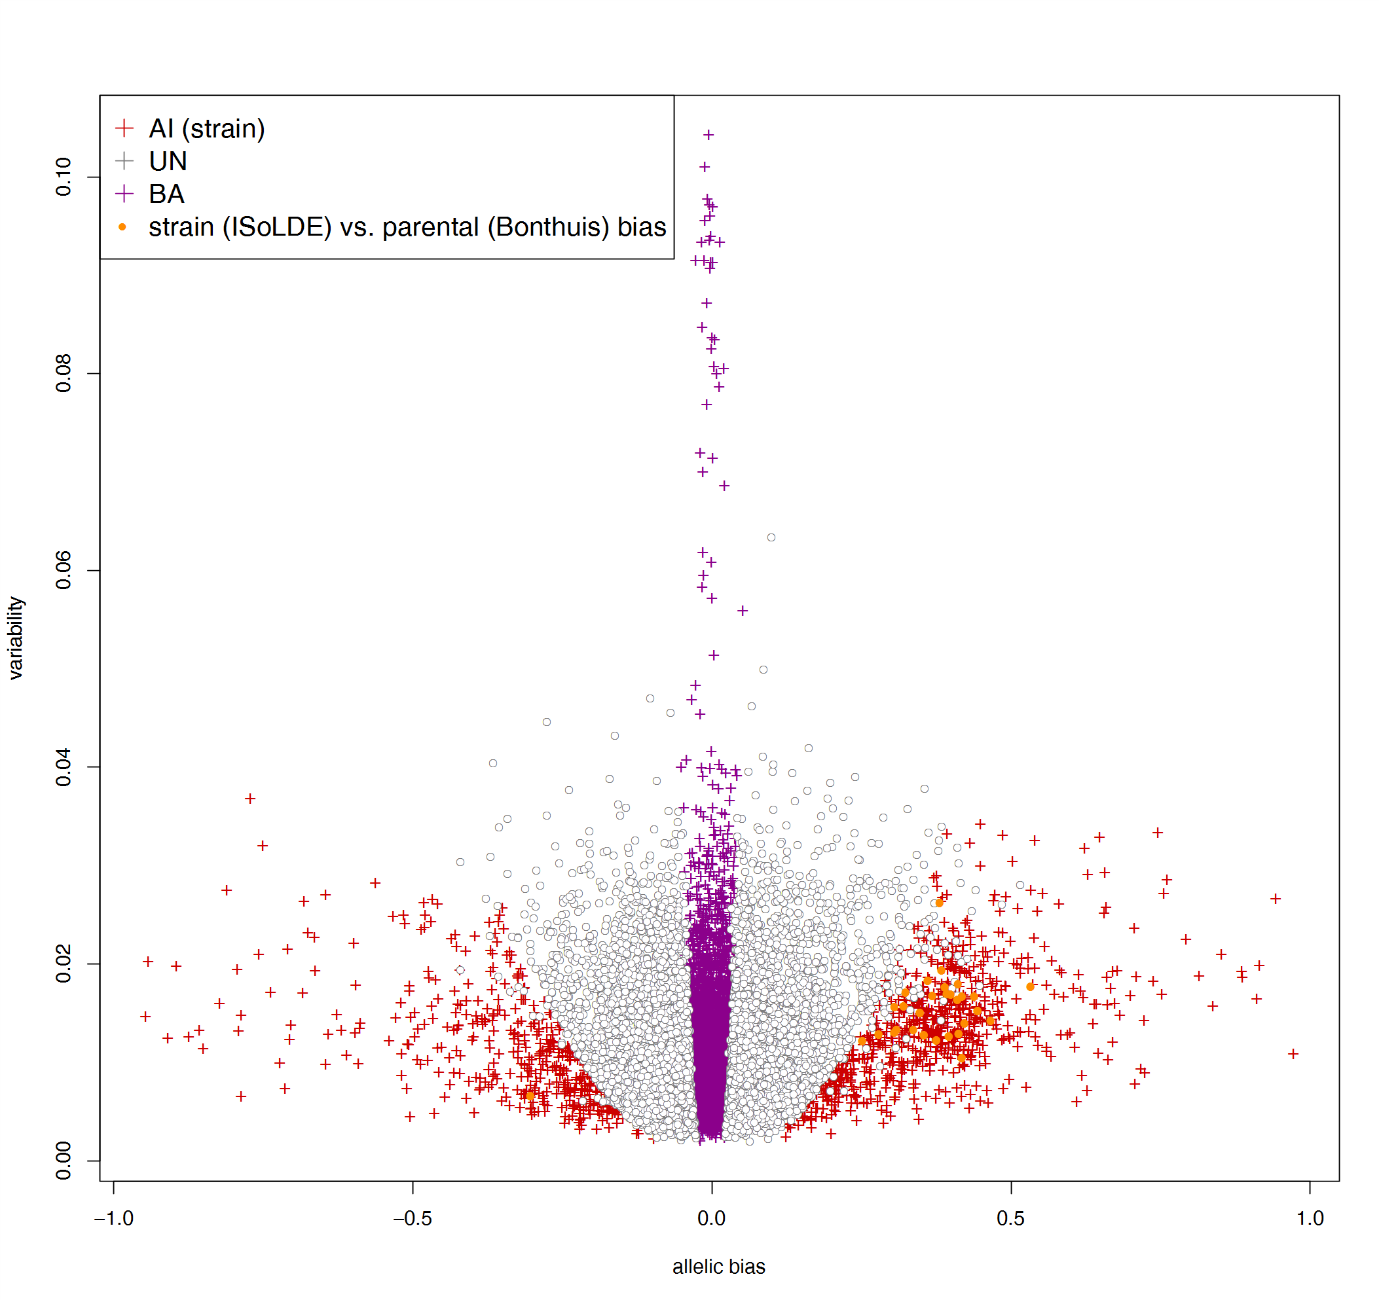 AI (strain)
UN
BA
strain (ISoLDE) vs. parental (Bonthuis) bias
0.10
0.08
0.06
0.04
0.02
0.00
variability
−1.0 −0.5 0.0 0.5 1.0
allelic bias